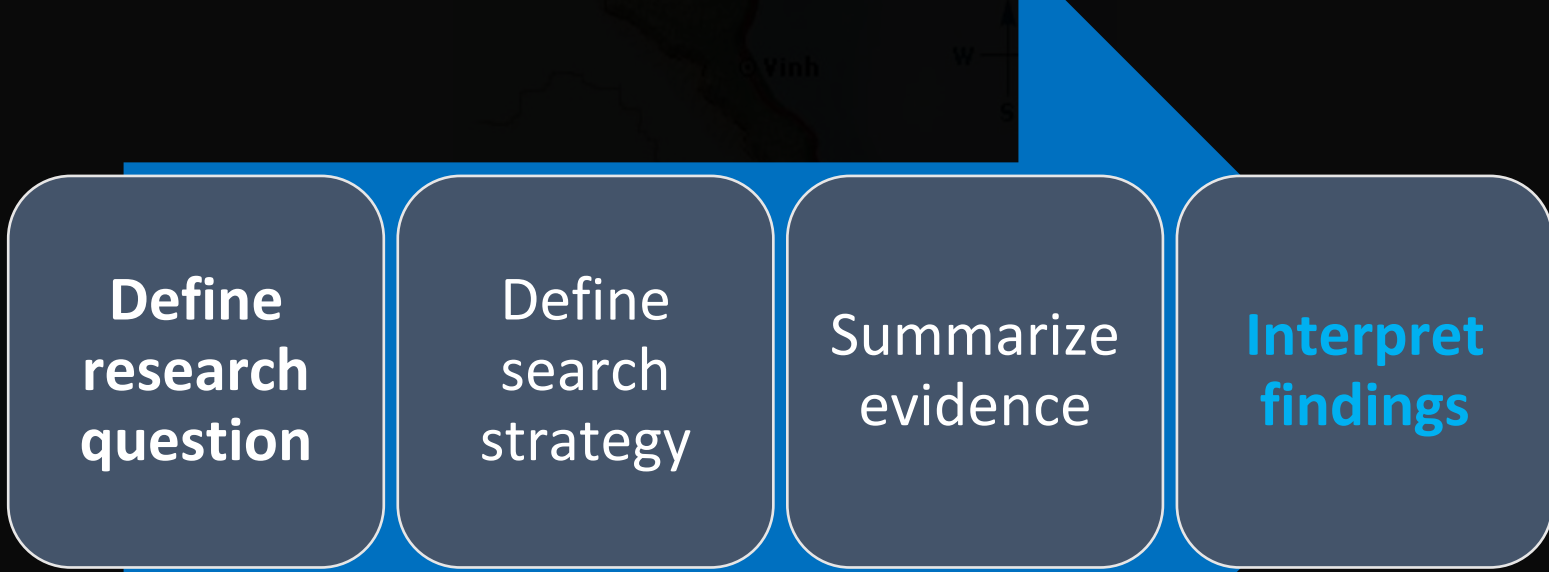 Vinh
W
S
Define
research
question
Define
search
strategy
Summarize
evidence
Interpret
findings